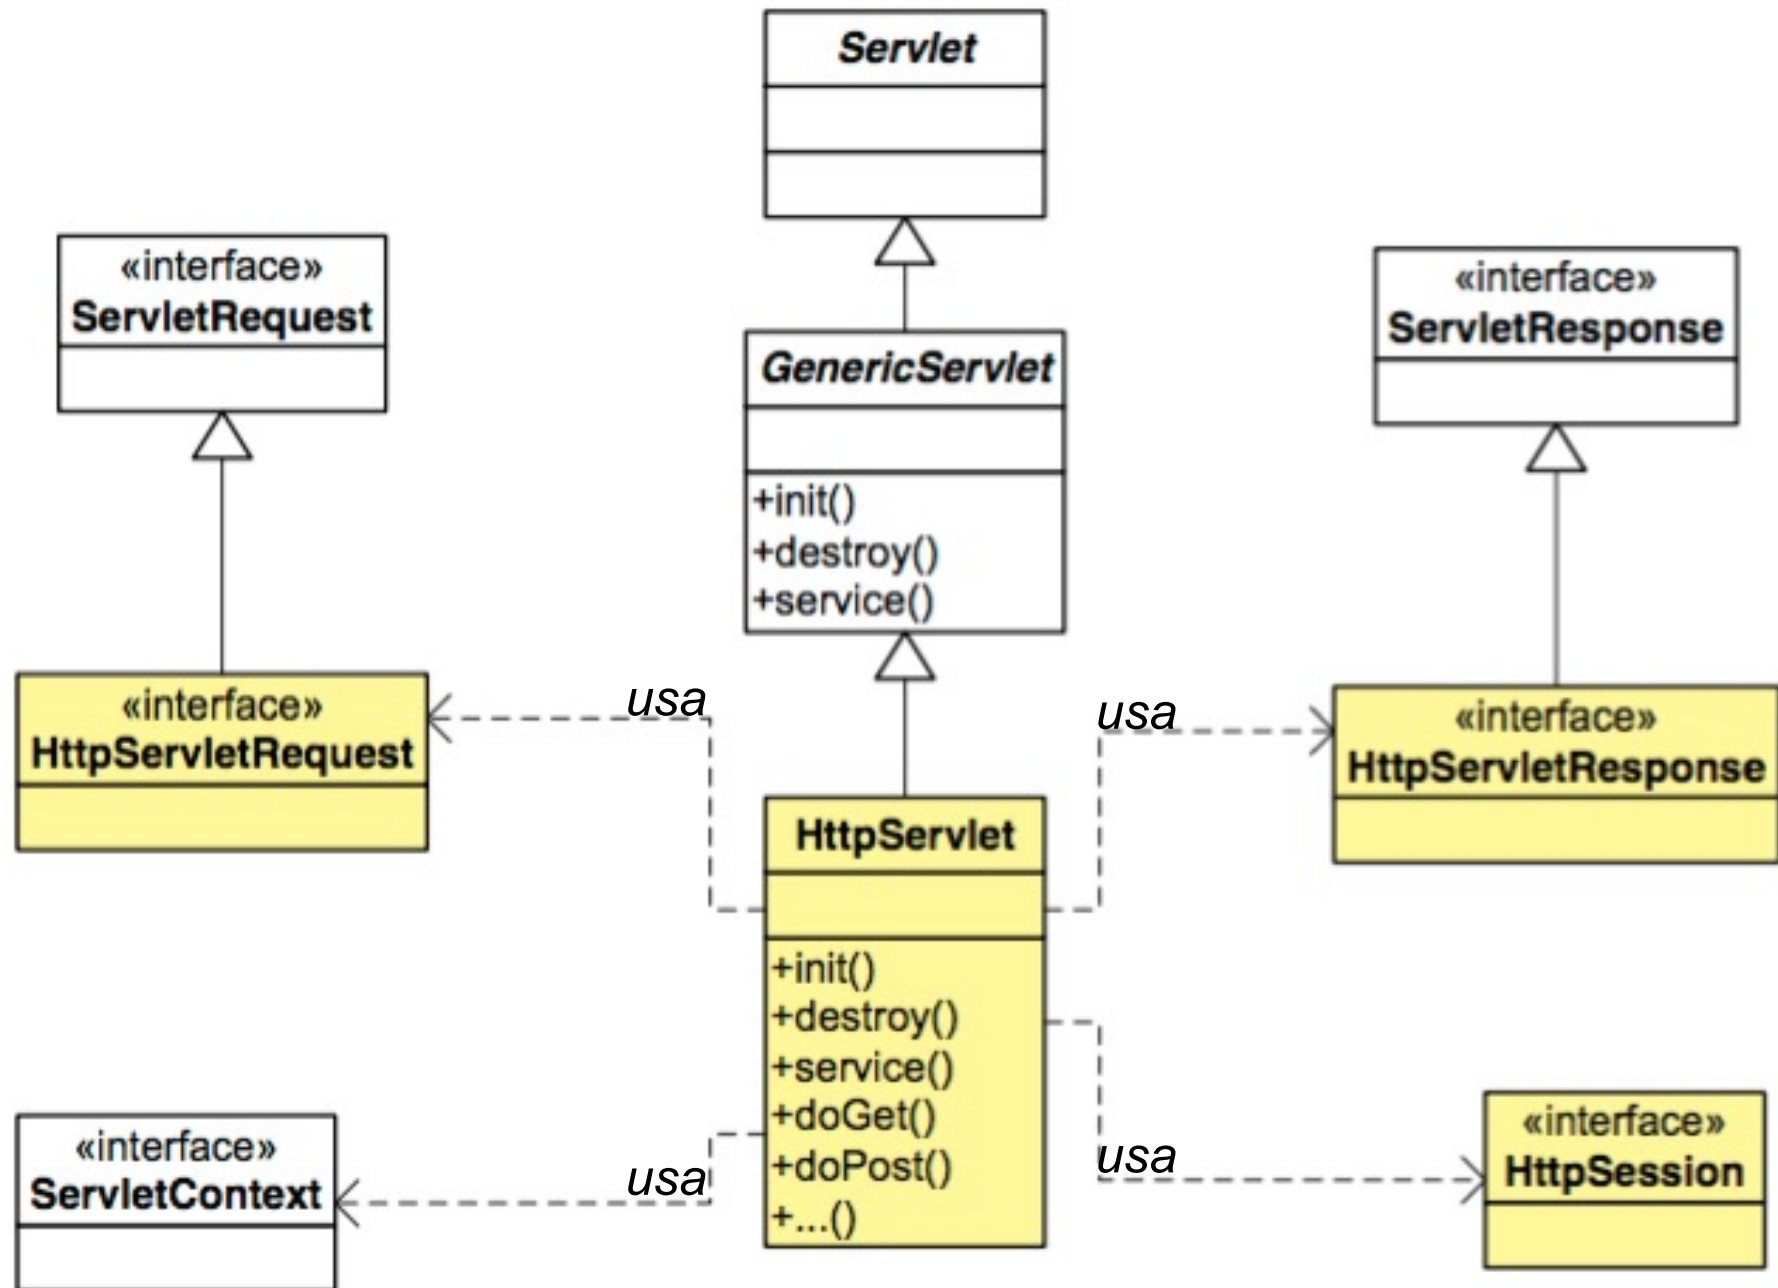 Servlet
«interface»
ServletRequest
«interface»
ServletResponse
GenericServlet
+init()
+destroy()
+service()
«interface»
HttpServletRequest
usa
usa
«interface»
HttpServletResponse
HttpServlet
+init()
+destroy()
+service()
+doGet()
+doPost()
+...()
«interface»
ServletContext
usa
usa
«interface»
HttpSession